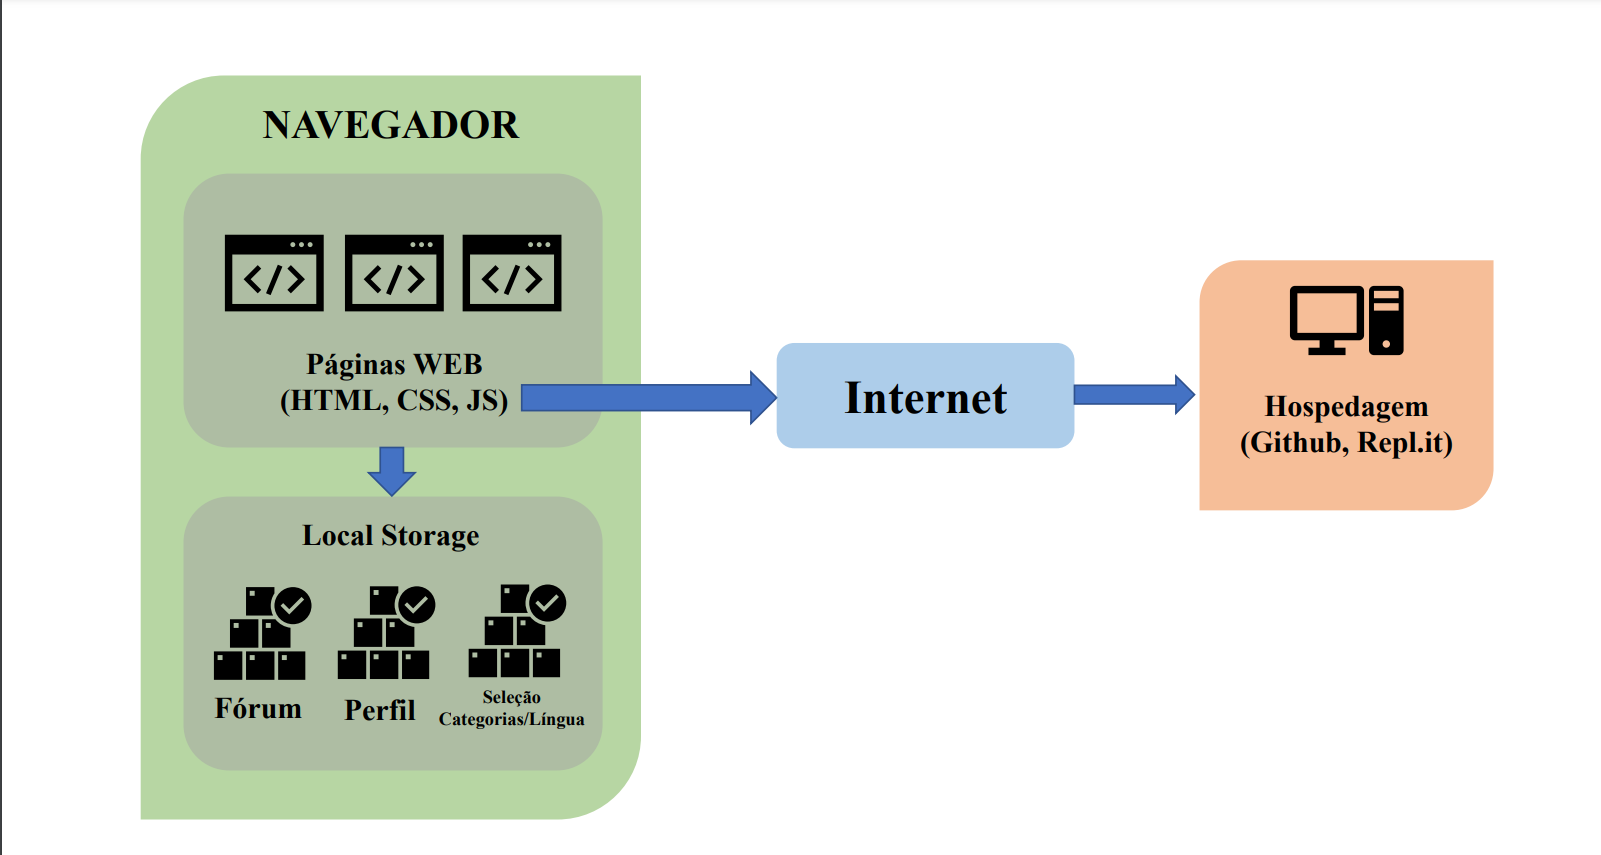 NAVEGADOR
Páginas WEB
(HTML, CSS, JS)
Internet
Hospedagem
(Github, Repl.it)
Local Storage
Fórum
Perfil
Seleção
Categorias/Língua